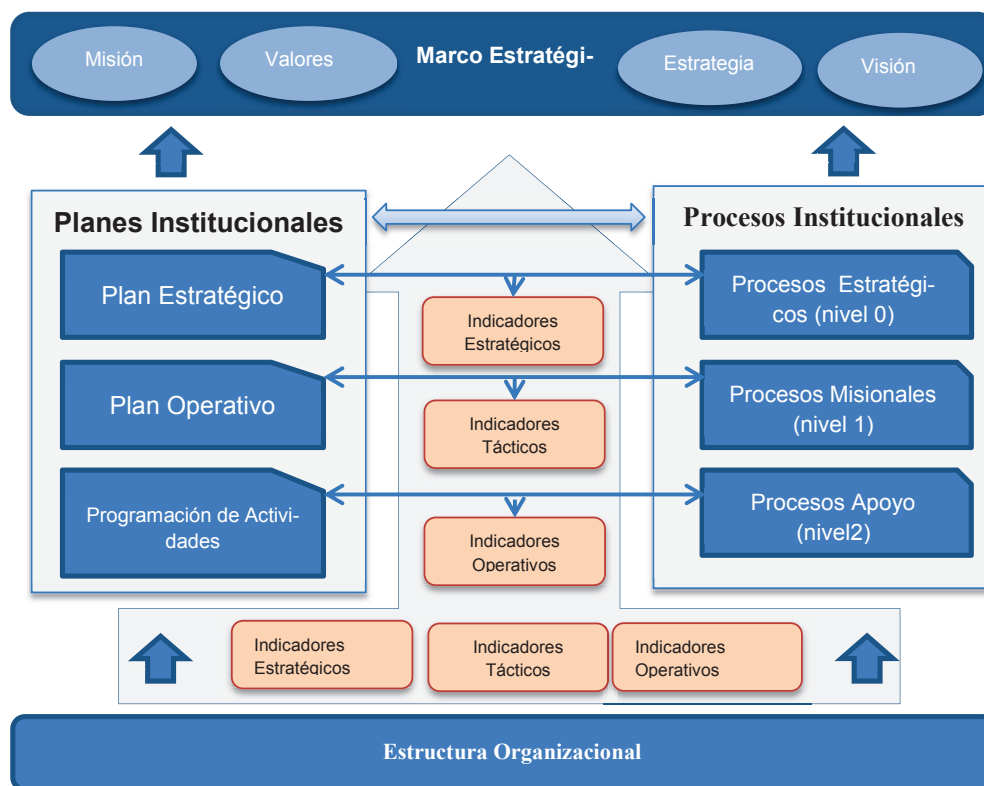 Misión
Valores
Marco Estratégi-
Estrategia
Visión
Planes Institucionales
Procesos Institucionales
Plan Estratégico
Indicadores
Estratégicos
Procesos Estratégi-
cos (nivel 0)
Plan Operativo
Indicadores
Tácticos
Procesos Misionales
(nivel 1)
Programación de Activi-
dades
Indicadores
Operativos
Procesos Apoyo
(nivel2)
Indicadores
Estratégicos
Indicadores
Tácticos
Indicadores
Operativos
Estructura Organizacional